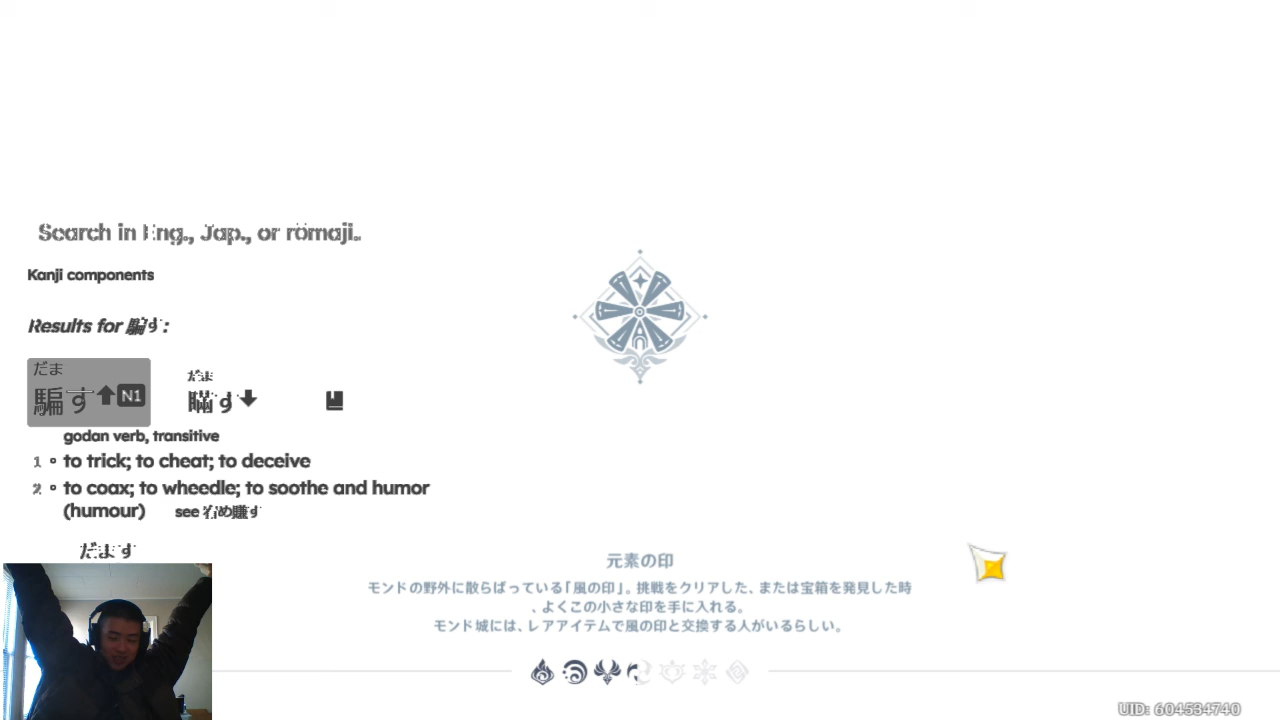 Search in Eng., Jap., or rōmaji.
Kanji components
Results for 騙す:
だま
騙す N1
だま
瞞す
godan verb, transitive
1 to trick; to cheat; to deceive
2 to coax; to wheedle; to soothe and humor
(humour) see
だます
元素の印
モンドの野外に散らばっている「風の印」。挑戦をクリアした、または宝箱を発見した時
、よくこの小さな印を手に入れる。
モンド城には、レアアイテムで風の印と交換する人がいるらしい。
UID: 604534740